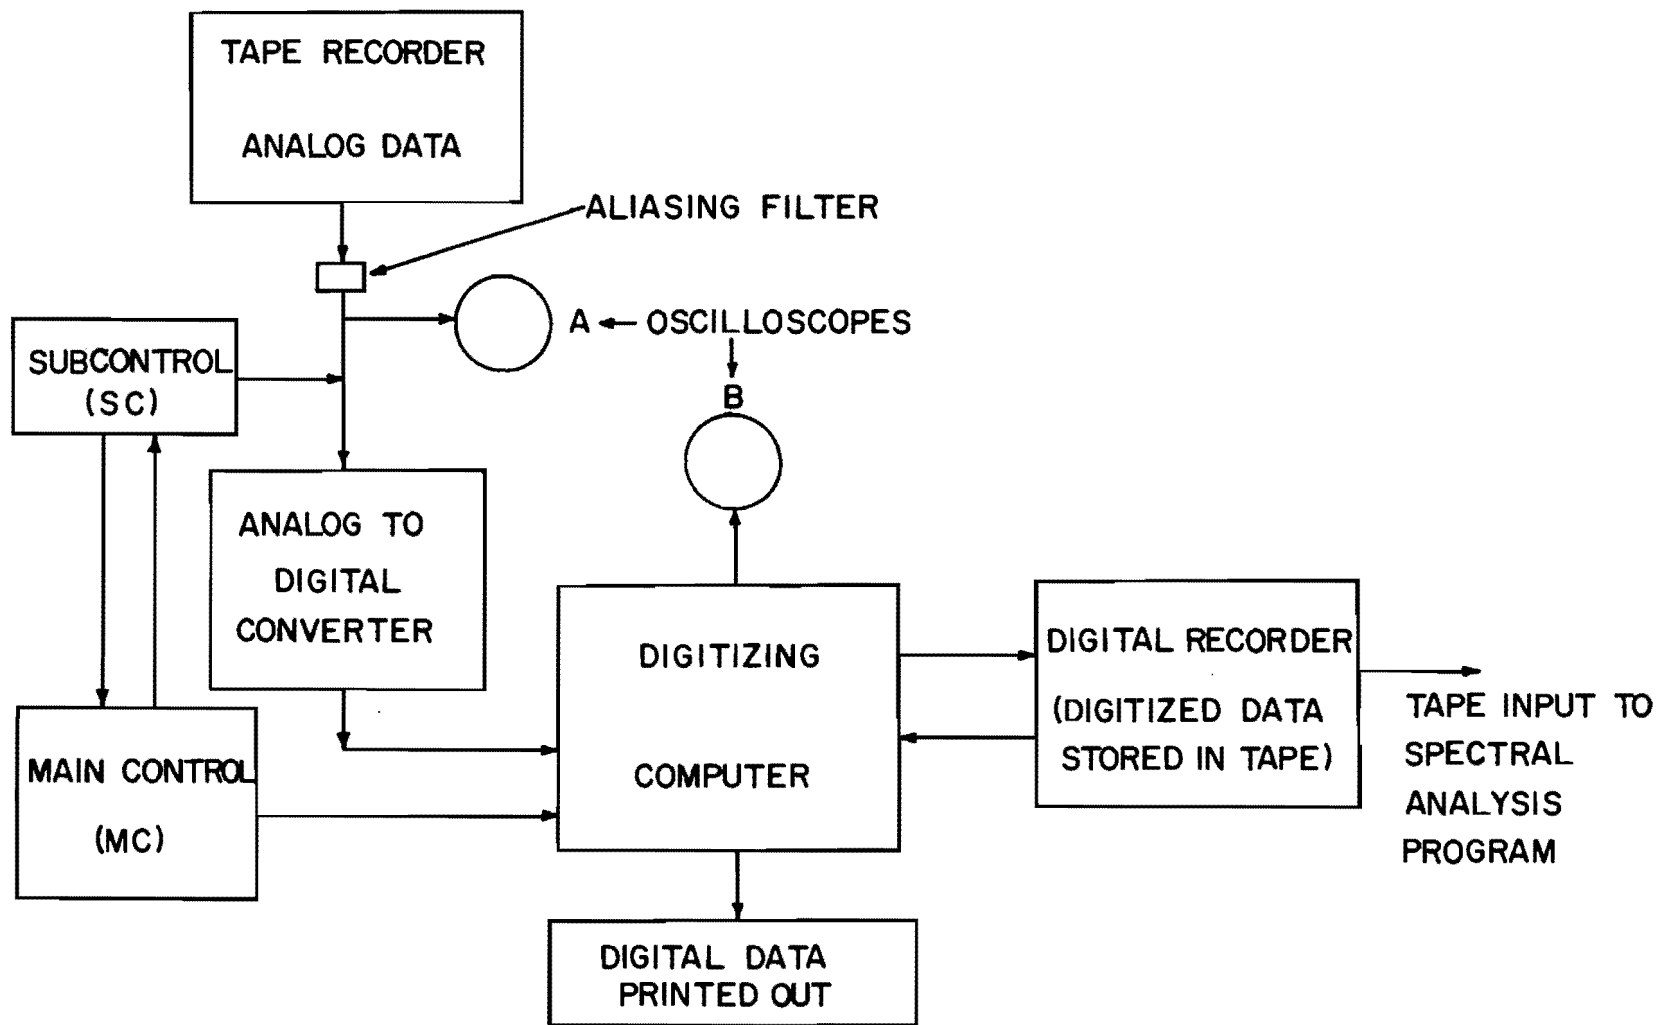 TAPE RECORDER
ANALOG DATA
ALIASING FILTER
A
OSCILLOSCOPES
B
SUBCONTROL
(SC)
ANALOG TO
DIGITAL
CONVERTER
MAIN CONTROL
(MC)
DIGITIZING
COMPUTER
DIGITAL RECORDER
(DIGITIZED DATA
STORED IN TAPE)
TAPE INPUT TO
SPECTRAL
ANALYSIS
PROGRAM
DIGITAL DATA
PRINTED OUT